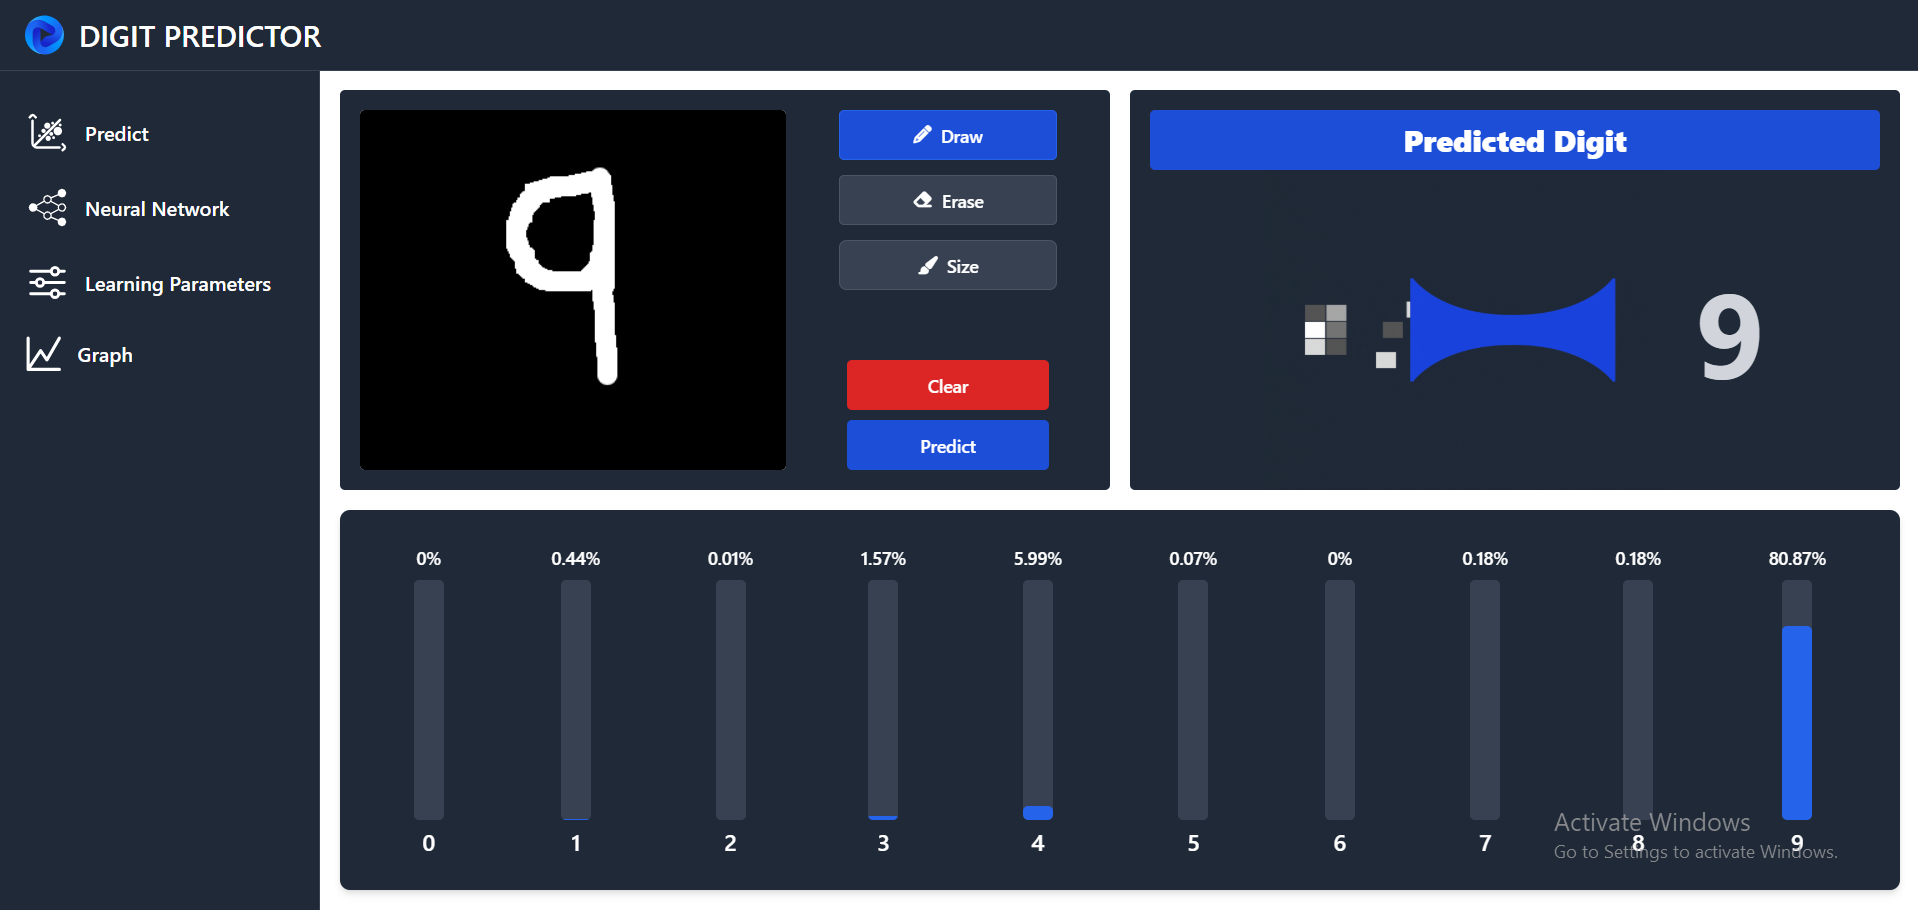 DIGIT PREDICTOR
Predict
Neural Network
Learning Parameters
Graph
9
Draw
Erase
Size
Clear
Predict
Predicted Digit
9
0% 0.44% 0.01% 1.57% 5.99% 0.07% 0% 0.18% 0.18% 80.87%
0 1 2 3 4 5 6 7 8 9
Activate Windows
Go to Settings to activate Windows.